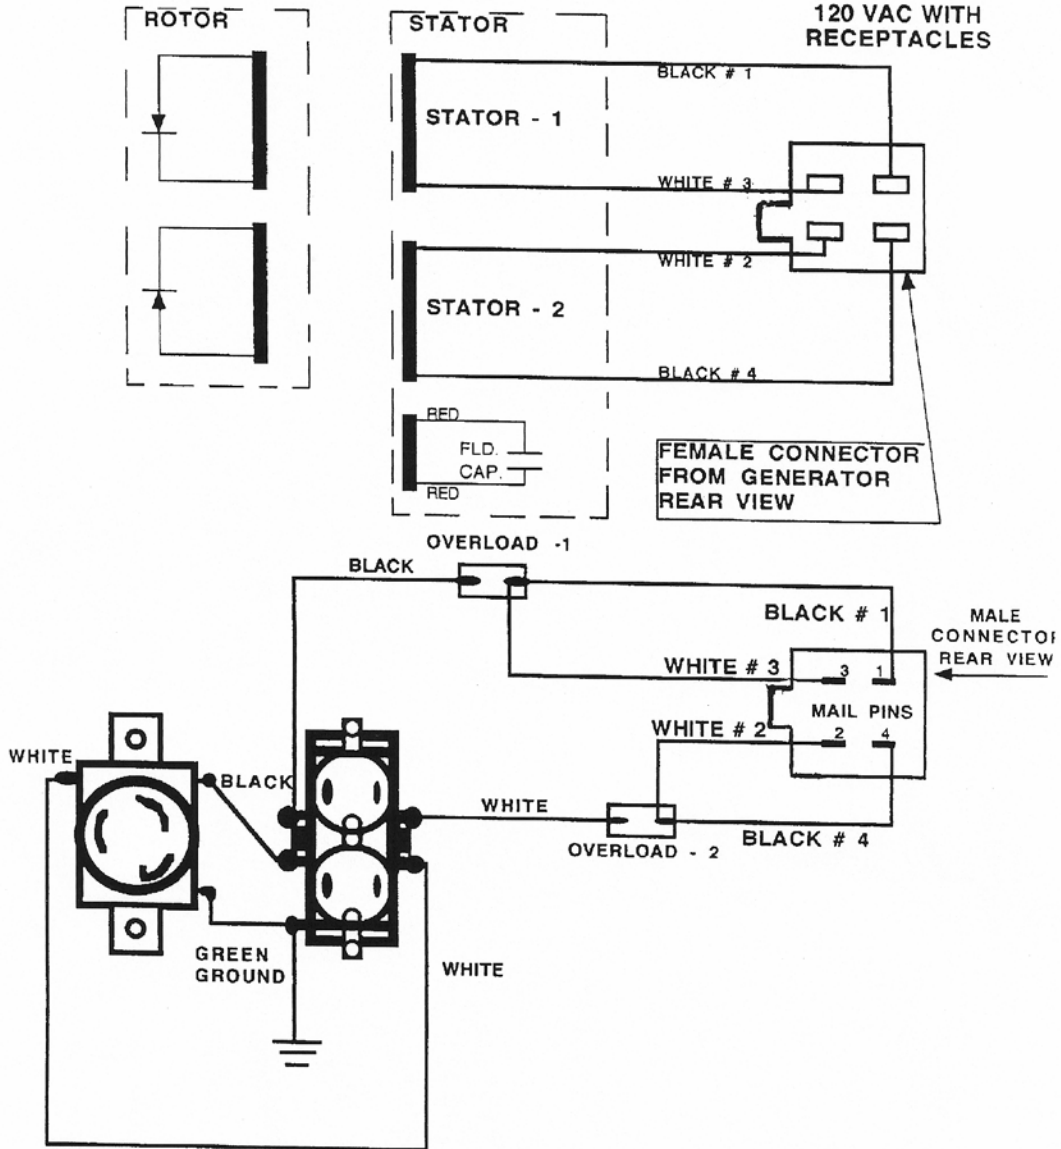 ROTOR
STATOR
120 VAC WITH
RECEPTACLES
BLACK # 1
STATOR - 1
WHITE # 3
WHITE # 2
STATOR - 2
BLACK # 4
RED
FLD.
CAP.
RED
FEMALE CONNECTOR
FROM GENERATOR
REAR VIEW
OVERLOAD -1
BLACK
BLACK # 1
MALE
CONNECTOR
REAR VIEW
WHITE # 3
3 1
MAIL PINS
WHITE # 2
2 4
WHITE
BLACK
WHITE
OVERLOAD - 2
BLACK # 4
GREEN
GROUND
WHITE